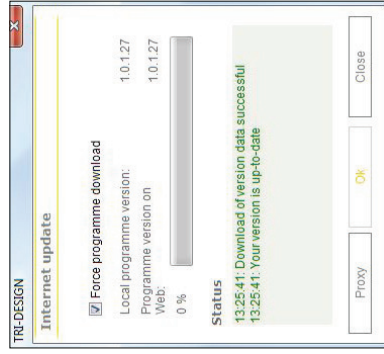 TRI-DESIGN
Internet update
Force programme download
Local programme version: 1.0.1.27
Programme version on
Web: 1.0.1.27
0 %
Status
13:25:41: Download of version data successful
13:25:41: Your version is up-to-date
Proxy Ok Close